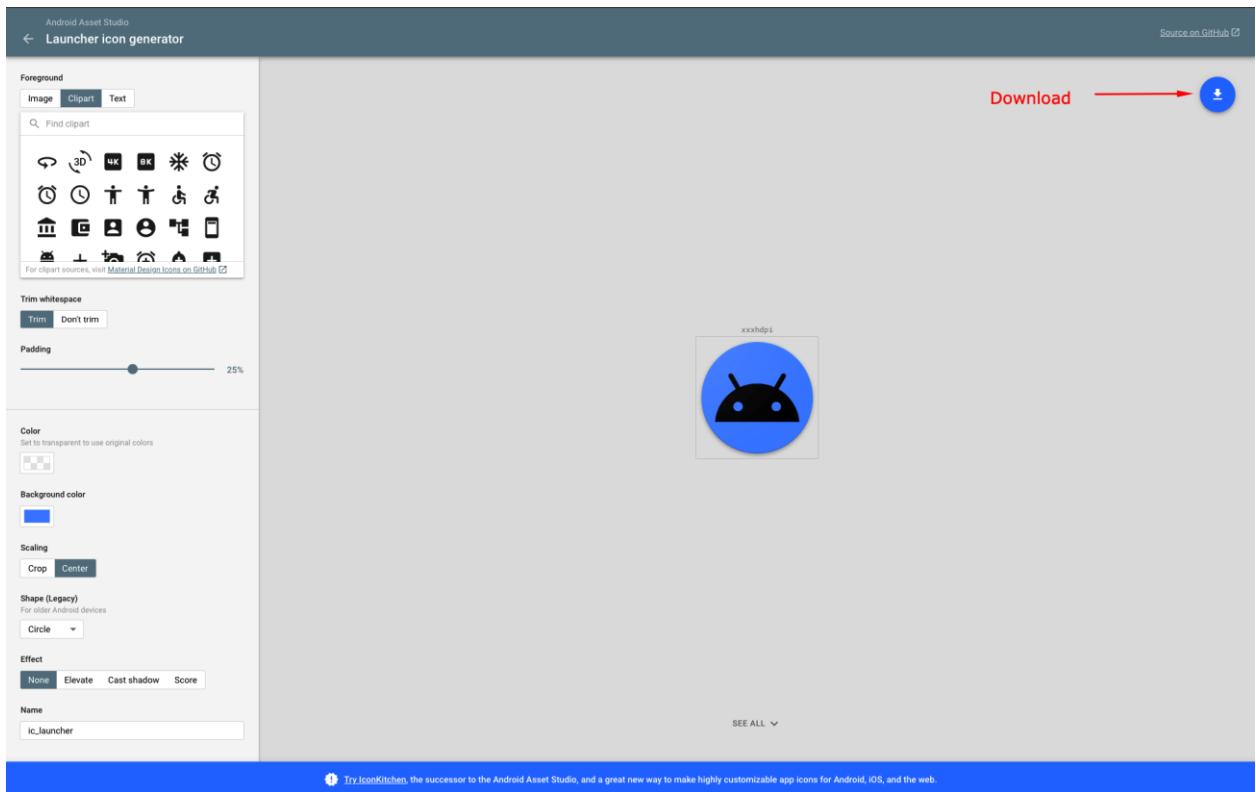 Android Asset Studio
Launcher icon generator
Source on GitHub
Foreground
Image Clipart Text
Download
Find clipart
3D 4K 8K
For clipart sources, visit Material Design Icons on GitHub
Trim whitespace
Trim Don't trim
xxxhdpi
Padding
25%
Color
Set to transparent to use original colors
Background color
Scaling
Crop Center
Shape (Legacy)
For older Android devices
Circle
Effect
None Elevate Cast shadow Score
Name
ic_launcher
SEE ALL
Try IconKitchen, the successor to the Android Asset Studio, and a great new way to make highly customizable app icons for Android, iOS, and the web.